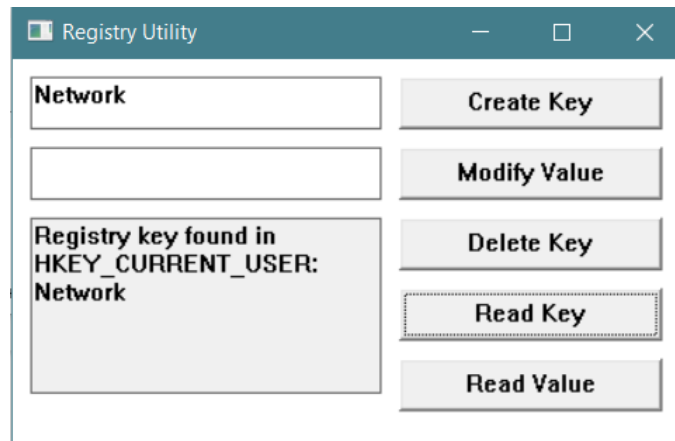 Registry Utility
Network
Create Key
Modify Value
Registry key found in
HKEY_CURRENT_USER:
Network
Delete Key
Read Key
Read Value